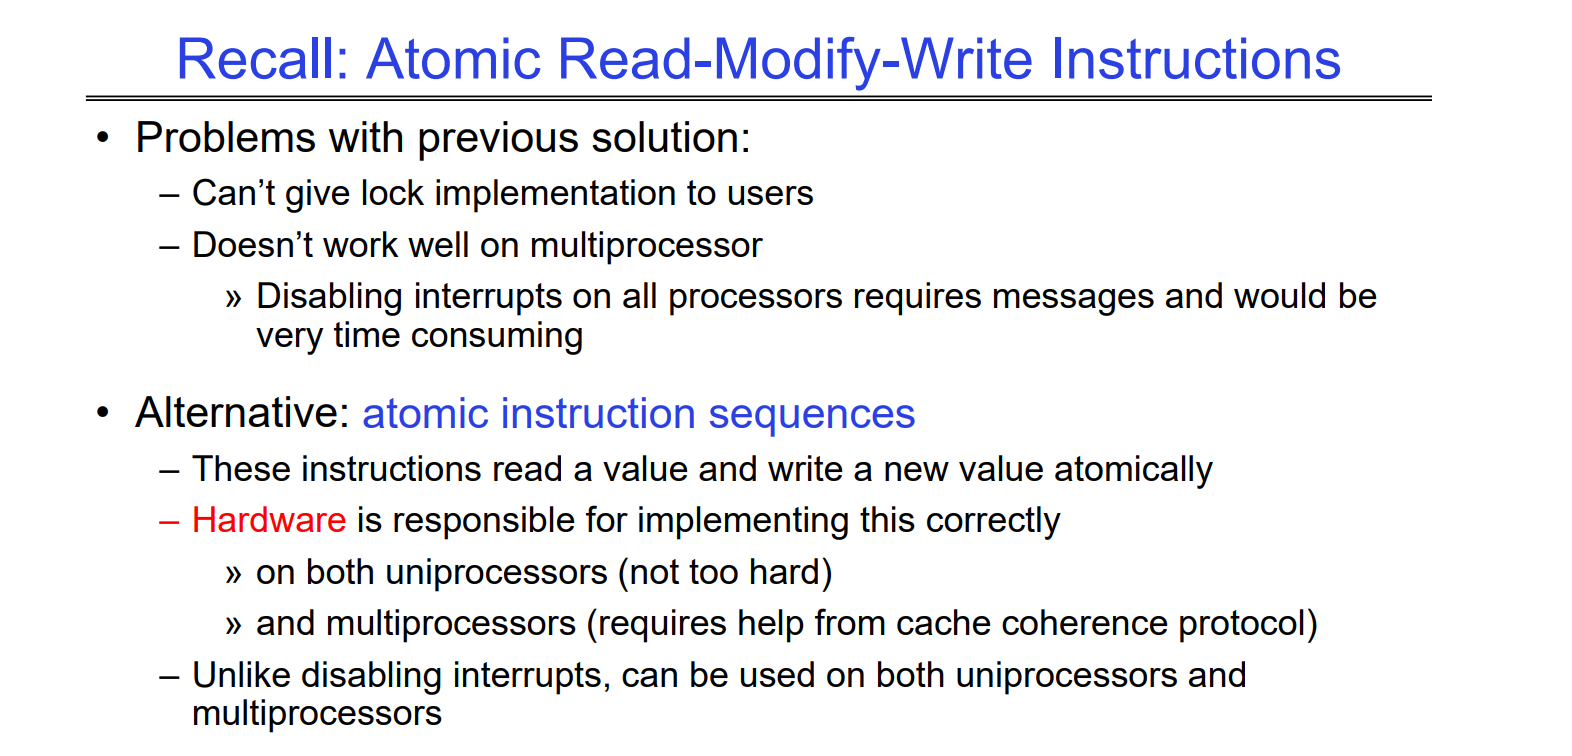 Recall: Atomic Read-Modify-Write Instructions
• Problems with previous solution:
– Can’t give lock implementation to users
– Doesn’t work well on multiprocessor
» Disabling interrupts on all processors requires messages and would be
very time consuming
• Alternative: atomic instruction sequences
– These instructions read a value and write a new value atomically
– Hardware is responsible for implementing this correctly
» on both uniprocessors (not too hard)
» and multiprocessors (requires help from cache coherence protocol)
– Unlike disabling interrupts, can be used on both uniprocessors and
multiprocessors